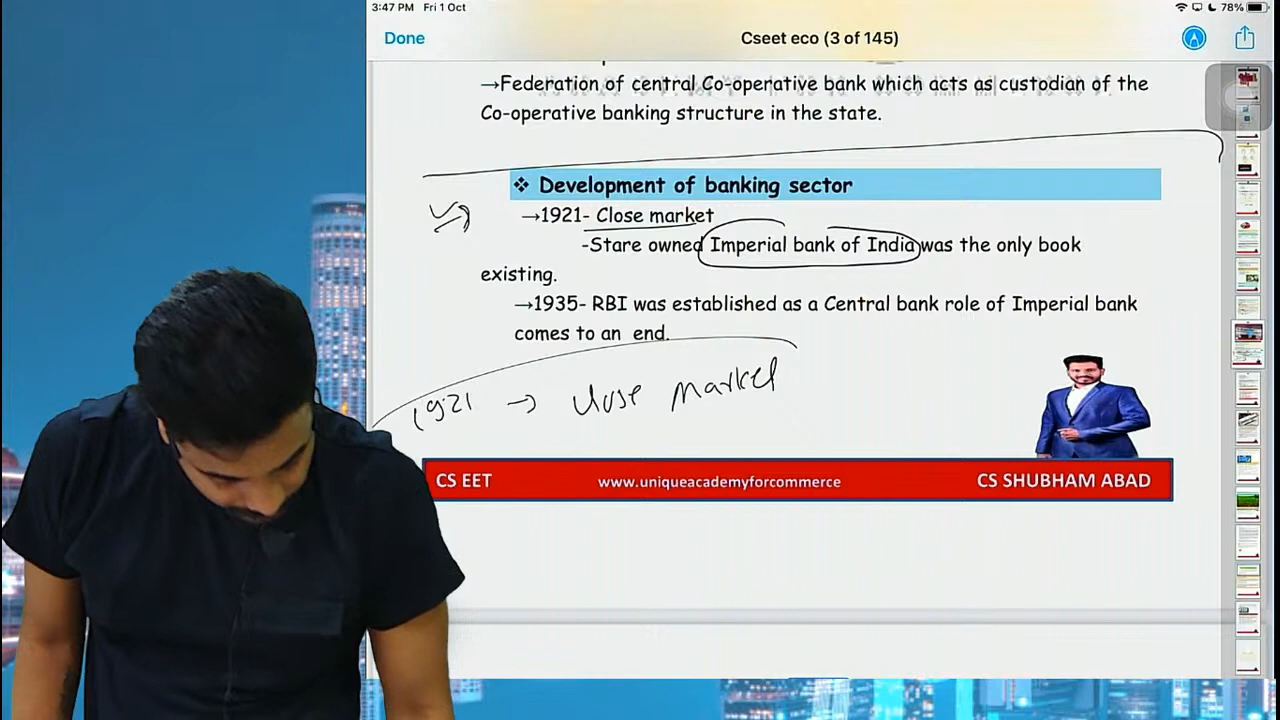 3:47 PM Fri 1 Oct
78%
Done
Cseet eco (3 of 145)
→Federation of central Co-operative bank which acts as custodian of the
Co-operative banking structure in the state.
❖ Development of banking sector
→1921- Close market
-Stare owned Imperial bank of India was the only book
existing.
→1935- RBI was established as a Central bank role of Imperial bank
comes to an end.
1921 → close market
CS EET
www.uniqueacademyforcommerce
CS SHUBHAM ABAD